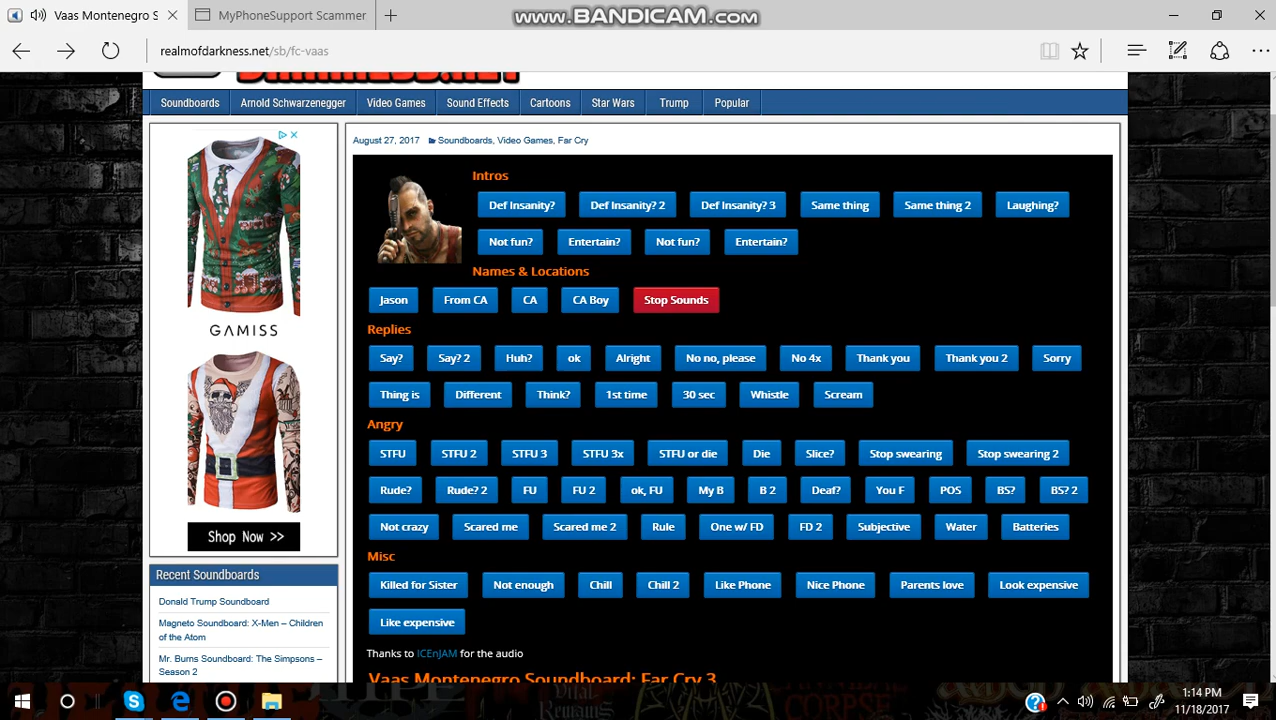 www.BANDICAM.com
Vaas Montenegro S
MyPhoneSupport Scammer
realmofdarkness.net/sb/fc-vaas
Soundboards
Arnold Schwarzenegger
Video Games
Sound Effects
Cartoons
Star Wars
Trump
Popular
GAMISS
Shop Now >>
Recent Soundboards
Donald Trump Soundboard
Magneto Soundboard: X-Men – Children
of the Atom
Mr. Burns Soundboard: The Simpsons –
Season 2
August 27, 2017 Soundboards, Video Games, Far Cry
Intros
Def Insanity? Def Insanity? 2 Def Insanity? 3 Same thing Same thing 2 Laughing?
Not fun? Entertain? Not fun? Entertain?
Names & Locations
Jason From CA CA CA Boy Stop Sounds
Replies
Say? Say? 2 Huh? ok Alright No no, please No 4x Thank you Thank you 2 Sorry
Thing is Different Think? 1st time 30 sec Whistle Scream
Angry
STFU STFU 2 STFU 3 STFU 3x STFU or die Die Slice? Stop swearing Stop swearing 2
Rude? Rude? 2 FU FU 2 ok, FU My B B 2 Deaf? You F POS BS? BS? 2
Not crazy Scared me Scared me 2 Rule One w/ FD FD 2 Subjective Water Batteries
Misc
Killed for Sister Not enough Chill Chill 2 Like Phone Nice Phone Parents love Look expensive
Like expensive
Thanks to ICEnJAM for the audio
Vaas Montenegro Soundboard: Far Cry 3
1:14 PM
11/18/2017